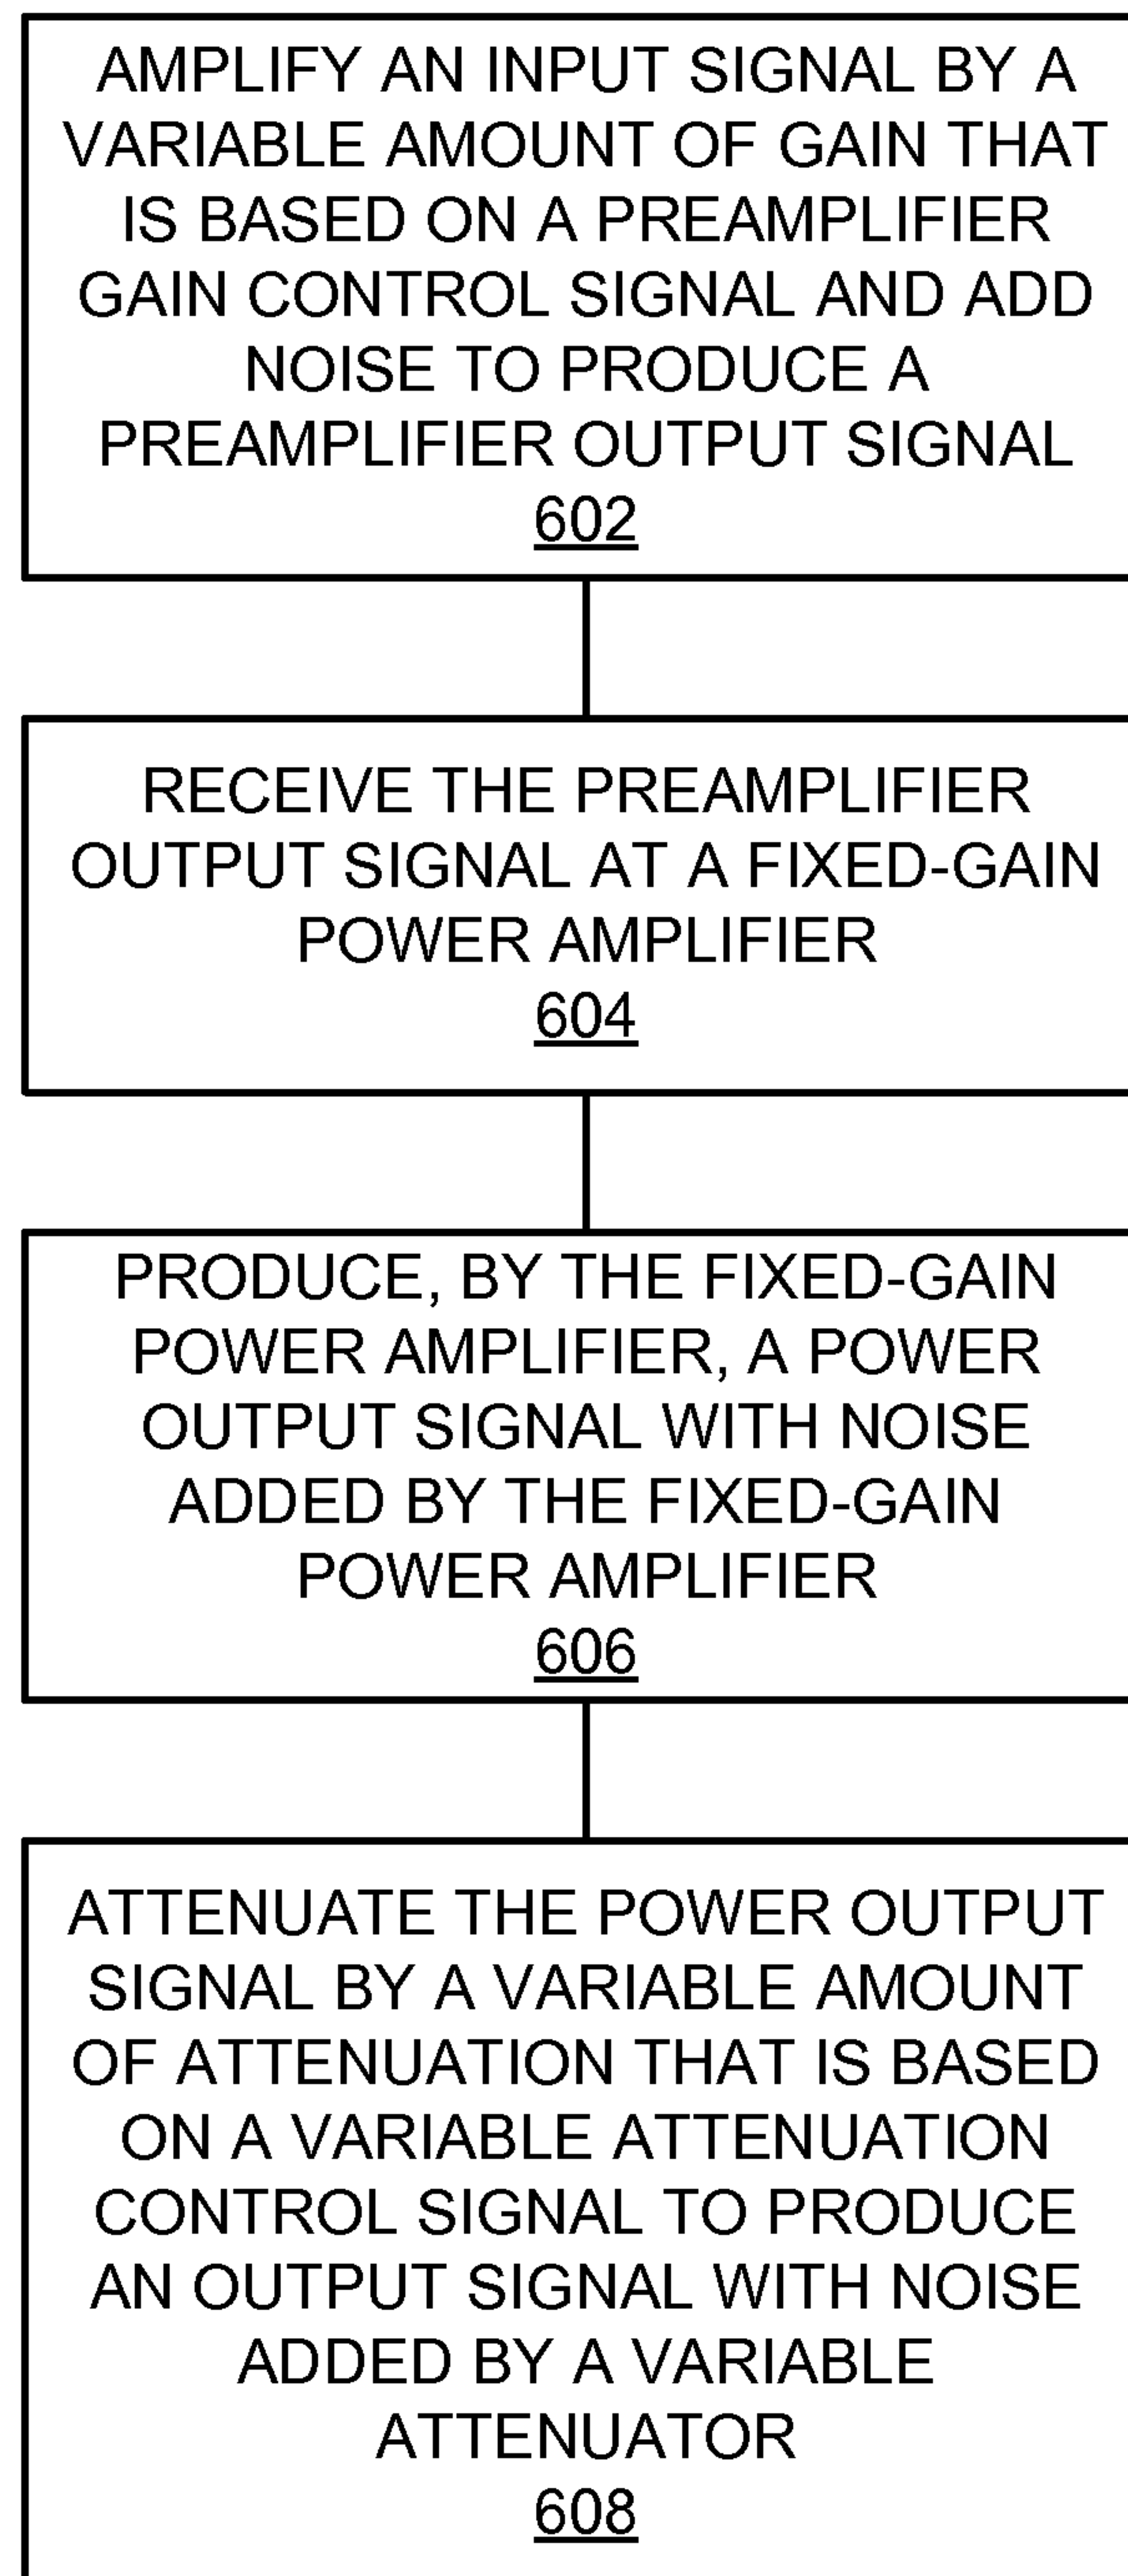 AMPLIFY AN INPUT SIGNAL BY A
VARIABLE AMOUNT OF GAIN THAT
IS BASED ON A PREAMPLIFIER
GAIN CONTROL SIGNAL AND ADD
NOISE TO PRODUCE A
PREAMPLIFIER OUTPUT SIGNAL
602
RECEIVE THE PREAMPLIFIER
OUTPUT SIGNAL AT A FIXED-GAIN
POWER AMPLIFIER
604
PRODUCE, BY THE FIXED-GAIN
POWER AMPLIFIER, A POWER
OUTPUT SIGNAL WITH NOISE
ADDED BY THE FIXED-GAIN
POWER AMPLIFIER
606
ATTENUATE THE POWER OUTPUT
SIGNAL BY A VARIABLE AMOUNT
OF ATTENUATION THAT IS BASED
ON A VARIABLE ATTENUATION
CONTROL SIGNAL TO PRODUCE
AN OUTPUT SIGNAL WITH NOISE
ADDED BY A VARIABLE
ATTENUATOR
608